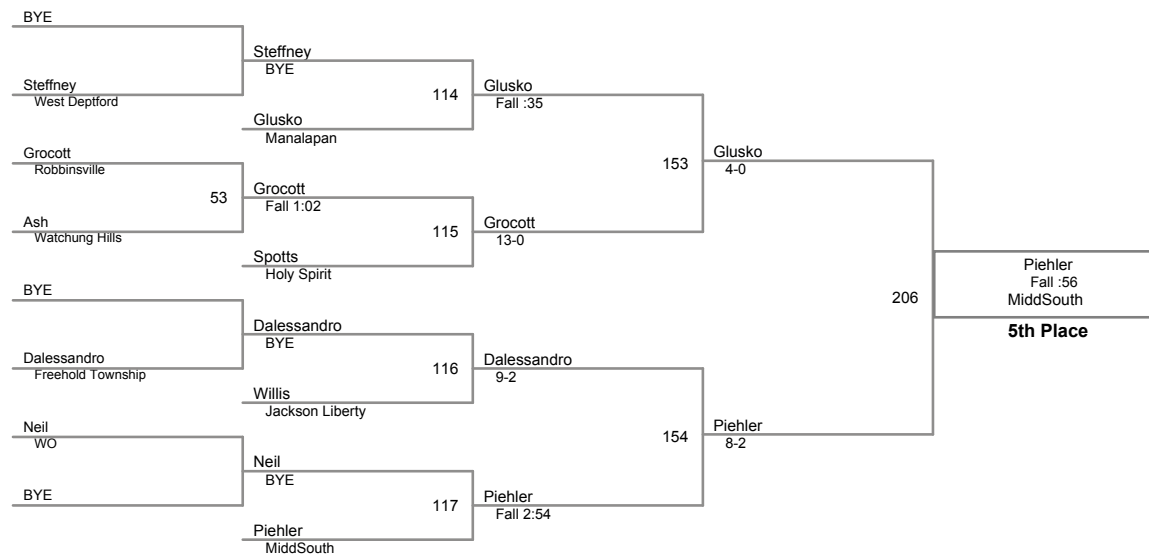 BYE
Steffney
BYE
Steffney
West Deptford
114
Glusko
Fall :35
Glusko
Manalapan
Grocott
Robbinsville
153
Glusko
4-0
53
Grocott
Fall 1:02
Ash
Watchung Hills
115
Grocott
13-0
Spotts
Holy Spirit
Piehler
Fall :56
MiddSouth
5th Place
206
BYE
Dalessandro
BYE
Dalessandro
Freehold Township
116
Dalessandro
9-2
Willis
Jackson Liberty
154
Piehler
8-2
Neil
WO
Neil
BYE
BYE
117
Piehler
Fall 2:54
Piehler
MiddSouth